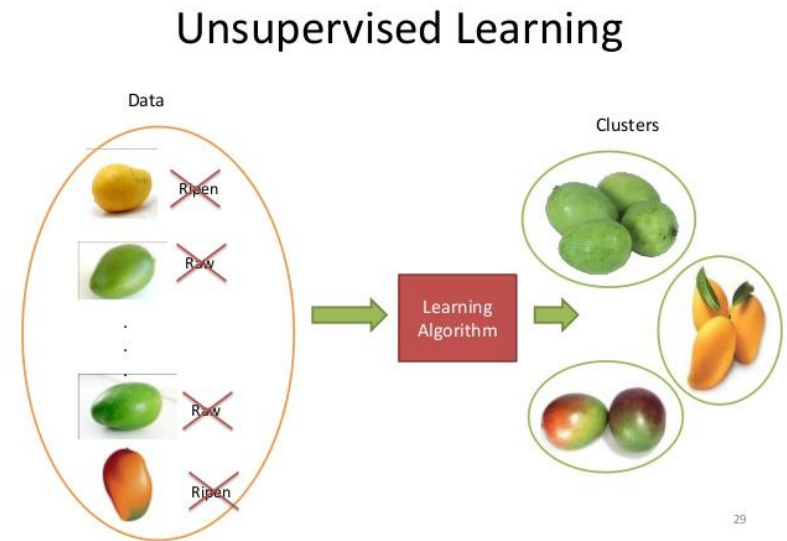 Unsupervised Learning
Data
Clusters
Ripen
Raw
Learning
Algorithm
Raw
Ripen
29